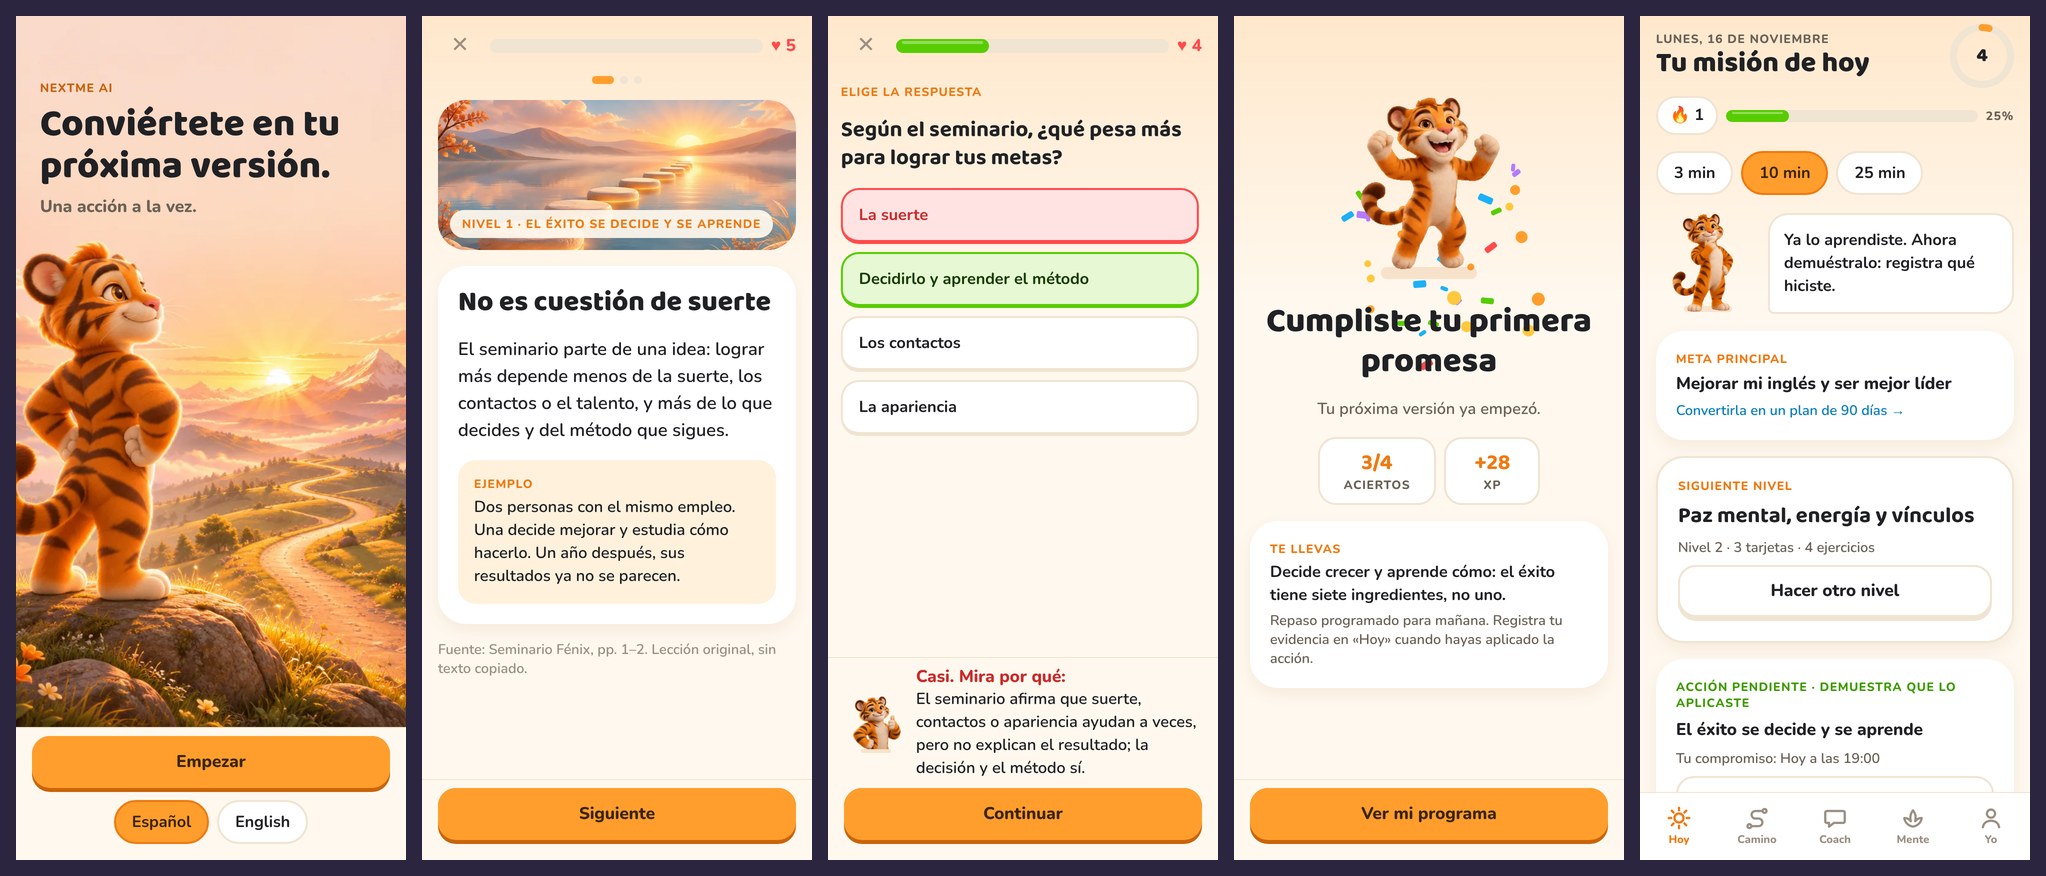 NEXTME AI
Conviértete en tu
próxima versión.
Una acción a la vez.
Empezar
Español
English
♥ 5
NIVEL 1 · EL ÉXITO SE DECIDE Y SE APRENDE
No es cuestión de suerte
El seminario parte de una idea: lograr
más depende menos de la suerte, los
contactos o el talento, y más de lo que
decides y del método que sigues.
EJEMPLO
Dos personas con el mismo empleo.
Una decide mejorar y estudia cómo
hacerlo. Un año después, sus
resultados ya no se parecen.
Fuente: Seminario Fénix, pp. 1–2. Lección original, sin
texto copiado.
Siguiente
♥ 4
ELIGE LA RESPUESTA
Según el seminario, ¿qué pesa más
para lograr tus metas?
La suerte
Decidirlo y aprender el método
Los contactos
La apariencia
Casi. Mira por qué:
El seminario afirma que suerte,
contactos o apariencia ayudan a veces,
pero no explican el resultado; la
decisión y el método sí.
Continuar
Cumpliste tu primera
promesa
Tu próxima versión ya empezó.
3/4
ACIERTOS
+28
XP
TE LLEVAS
Decide crecer y aprende cómo: el éxito
tiene siete ingredientes, no uno.
Repaso programado para mañana. Registra tu
evidencia en «Hoy» cuando hayas aplicado la
acción.
Ver mi programa
LUNES, 16 DE NOVIEMBRE
Tu misión de hoy
4
1
25%
3 min
10 min
25 min
Ya lo aprendiste. Ahora
demuéstralo: registra qué
hiciste.
META PRINCIPAL
Mejorar mi inglés y ser mejor líder
Convertirla en un plan de 90 días →
SIGUIENTE NIVEL
Paz mental, energía y vínculos
Nivel 2 · 3 tarjetas · 4 ejercicios
Hacer otro nivel
ACCIÓN PENDIENTE · DEMUESTRA QUE LO
APLICASTE
El éxito se decide y se aprende
Tu compromiso: Hoy a las 19:00
Hoy
Camino
Coach
Mente
Yo